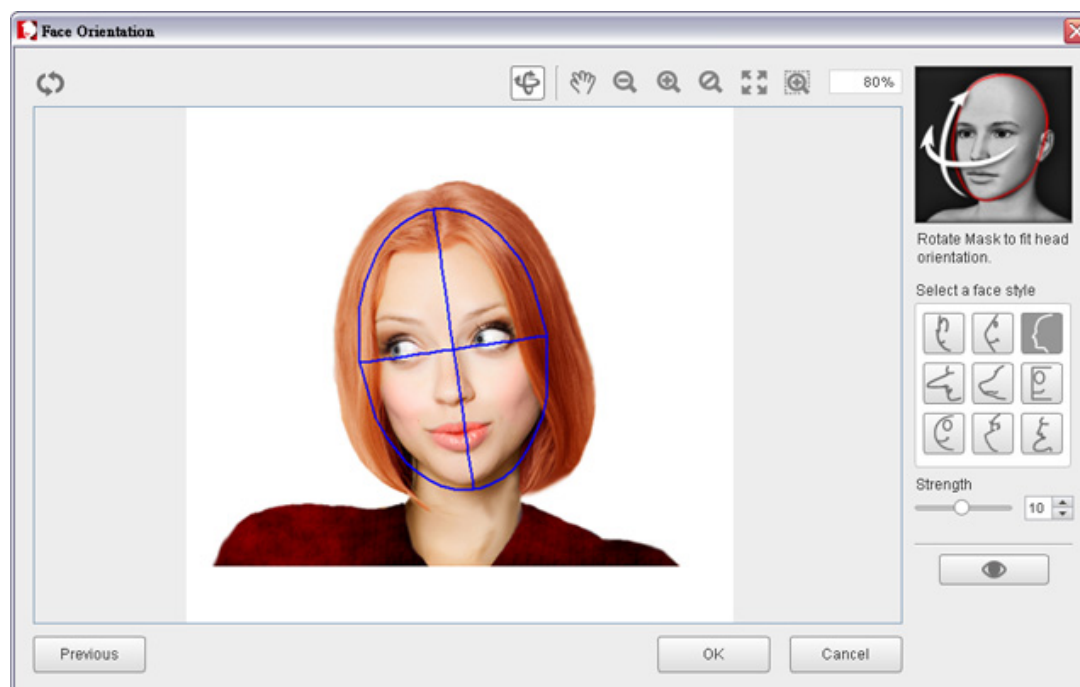 Face Orientation
80%
Rotate Mask to fit head
orientation.
Select a face style
Strength
10
Previous
OK
Cancel